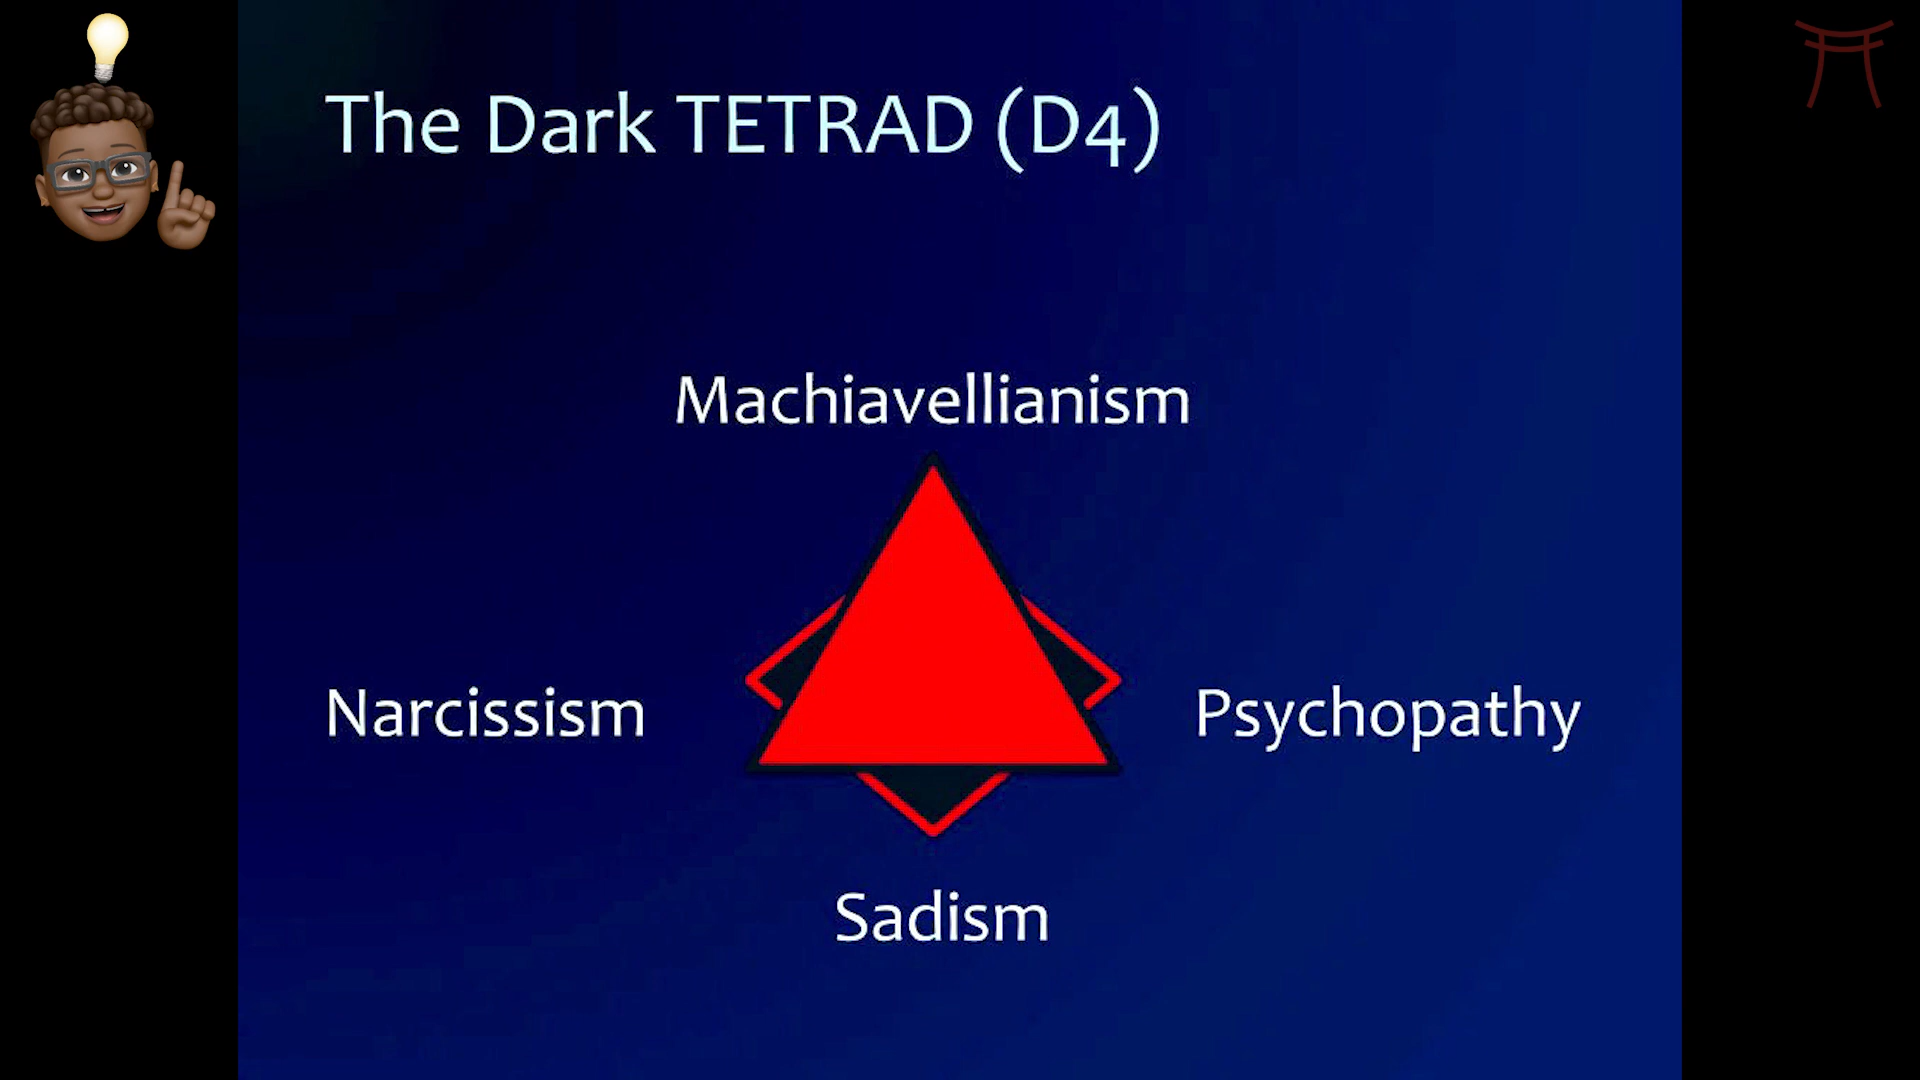 The Dark TETRAD (D4)
Machiavellianism
Narcissism
Psychopathy
Sadism